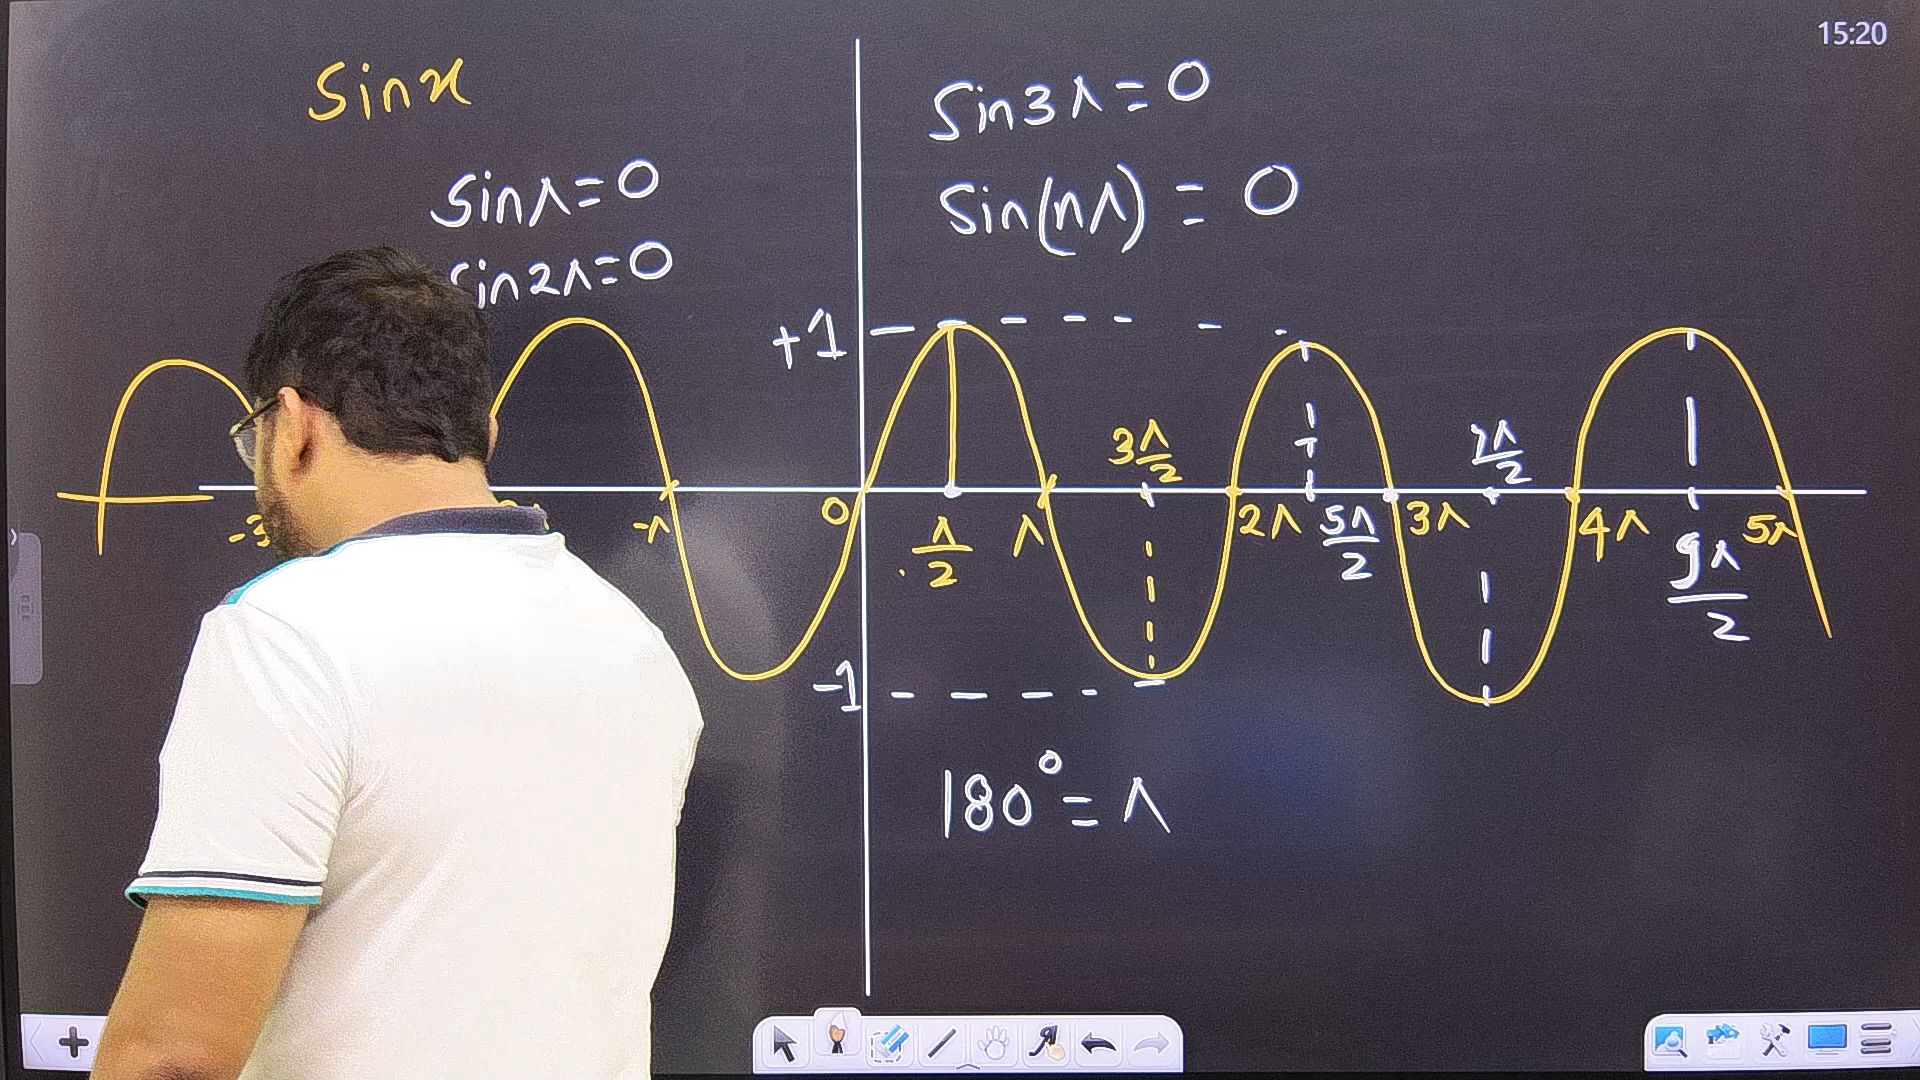 15:20
Sinx
Sin3π=0
Sinπ=0
Sin(nπ) = 0
Sin2π=0
+1
3π/2
7π/2
-π
0
π/2
π
2π
5π/2
3π
4π
9π/2
5π
-1
180°=π